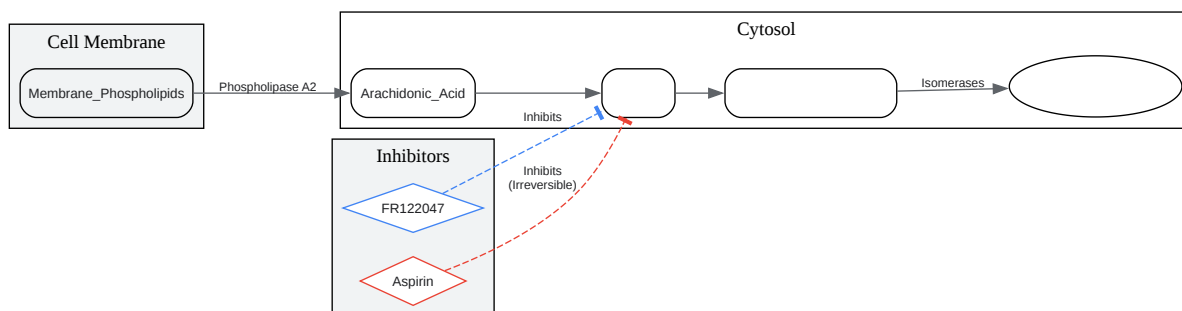 Cell Membrane
Cytosol
Membrane_Phospholipids
Phospholipase A2
Arachidonic_Acid
Isomerases
Inhibits
Inhibitors
Inhibits
(Irreversible)
FR122047
Aspirin